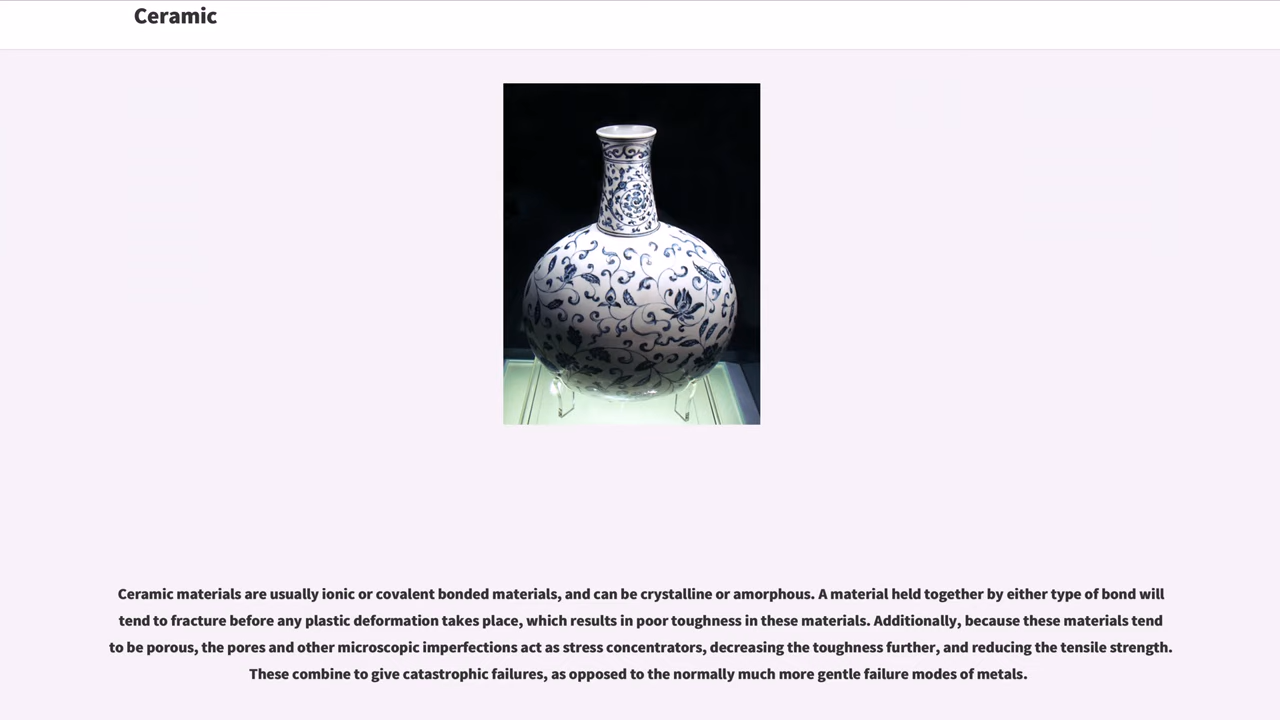 Ceramic
Ceramic materials are usually ionic or covalent bonded materials, and can be crystalline or amorphous. A material held together by either type of bond will
tend to fracture before any plastic deformation takes place, which results in poor toughness in these materials. Additionally, because these materials tend
to be porous, the pores and other microscopic imperfections act as stress concentrators, decreasing the toughness further, and reducing the tensile strength.
These combine to give catastrophic failures, as opposed to the normally much more gentle failure modes of metals.